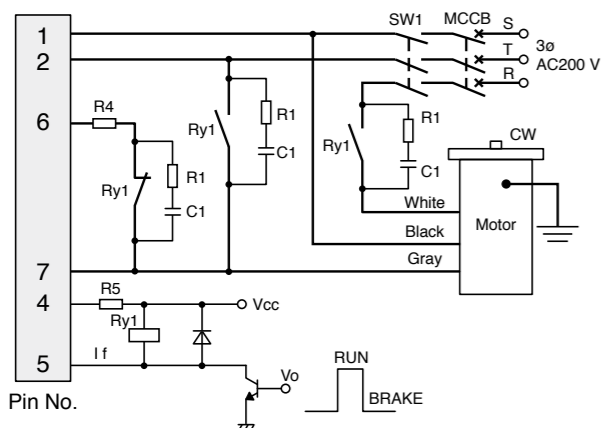 1
2
6
7
4
5
Pin No.
R4
Ry1
R1
C1
Ry1
R1
C1
SW1
MCCB
S
T
R
3ø
AC200 V
Ry1
R1
C1
CW
Motor
White
Black
Gray
R5
Vcc
Ry1
If
Vo
RUN
BRAKE